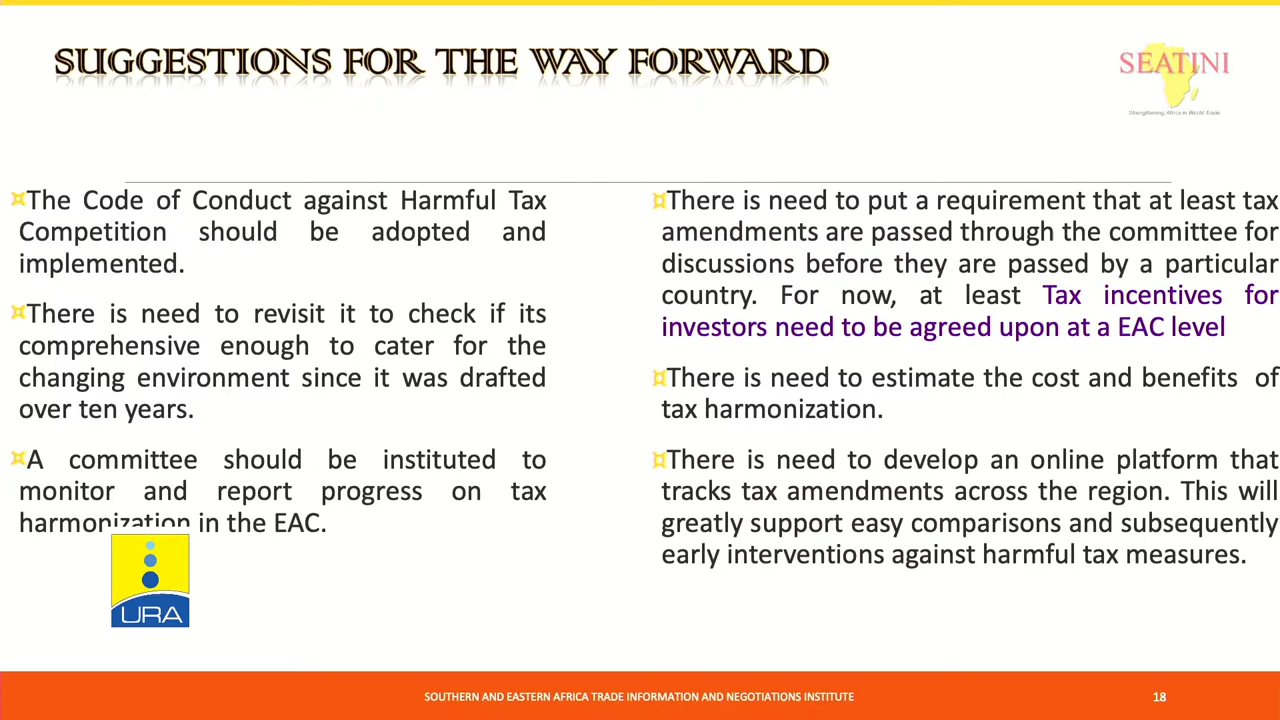 SUGGESTIONS FOR THE WAY FORWARD
SEATINI
Strengthening Africa in World Trade
¤The Code of Conduct against Harmful Tax
Competition should be adopted and
implemented.
¤There is need to revisit it to check if its
comprehensive enough to cater for the
changing environment since it was drafted
over ten years.
¤A committee should be instituted to
monitor and report progress on tax
harmonization in the EAC.
URA
¤There is need to put a requirement that at least tax
amendments are passed through the committee for
discussions before they are passed by a particular
country. For now, at least Tax incentives for
investors need to be agreed upon at a EAC level
¤There is need to estimate the cost and benefits of
tax harmonization.
¤There is need to develop an online platform that
tracks tax amendments across the region. This will
greatly support easy comparisons and subsequently
early interventions against harmful tax measures.
SOUTHERN AND EASTERN AFRICA TRADE INFORMATION AND NEGOTIATIONS INSTITUTE
18